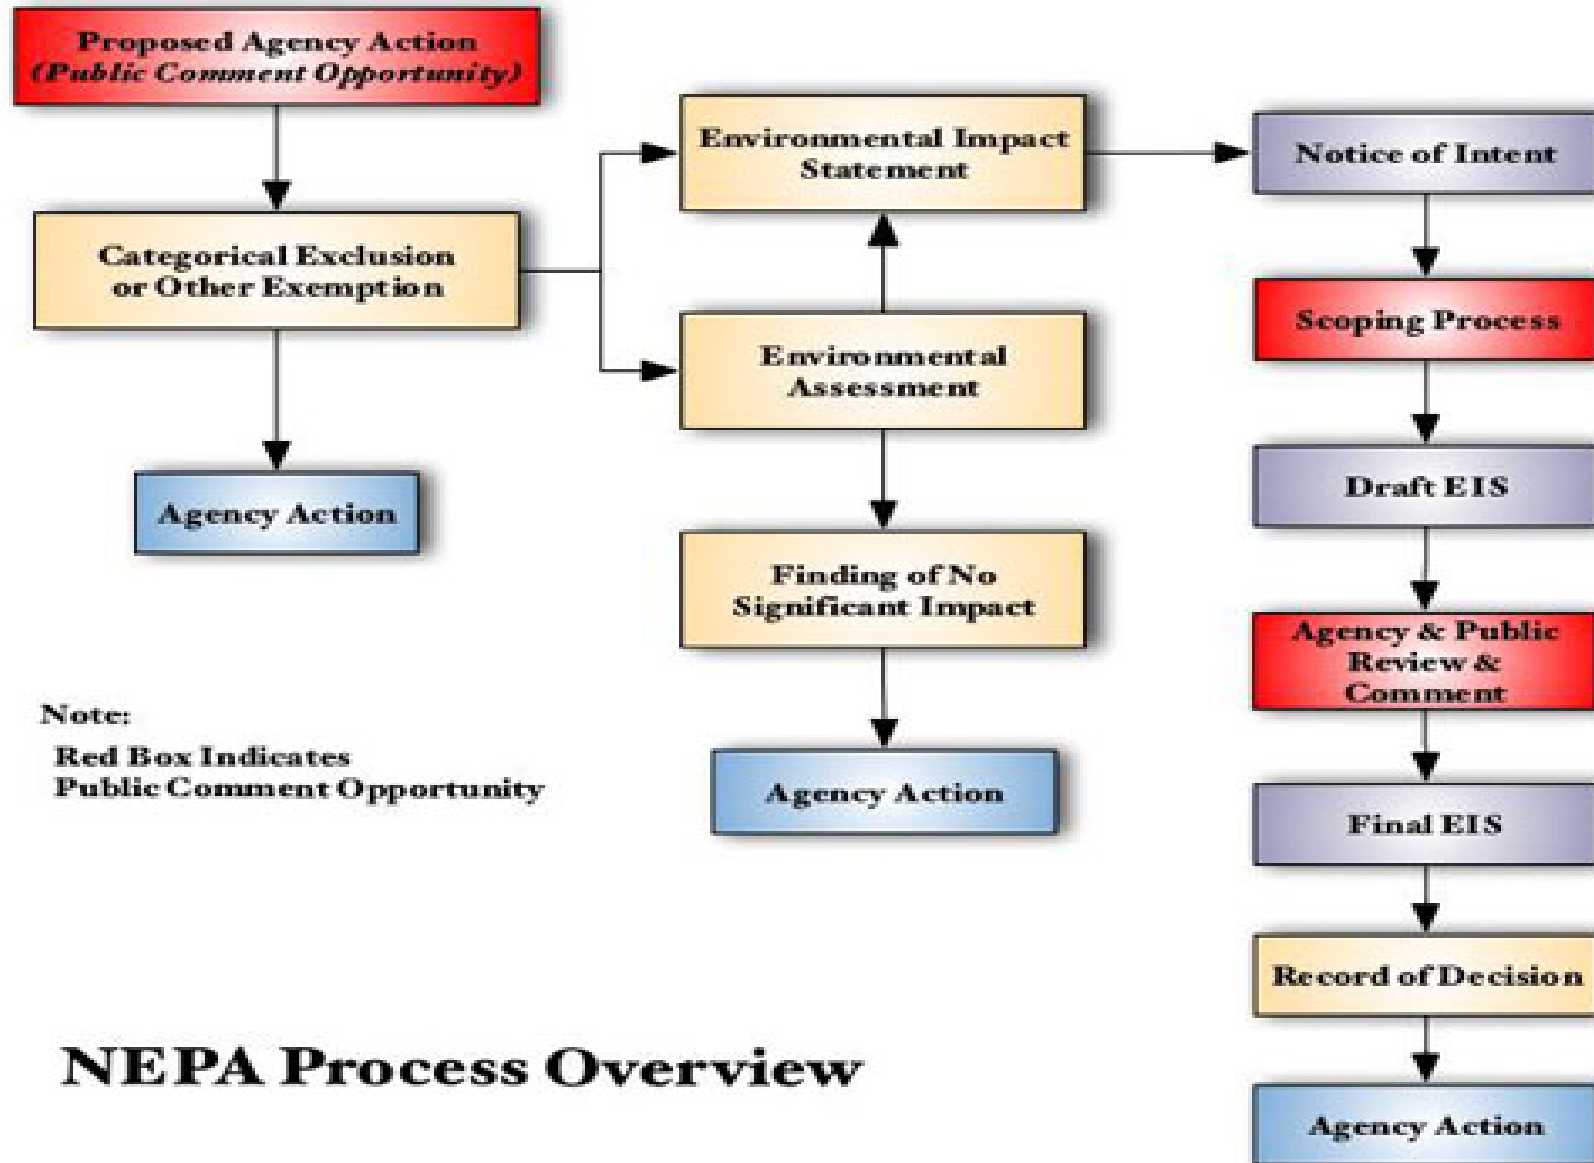 Proposed Agency Action
(Public Comment Opportunity)
Categorical Exclusion
or Other Exemption
Agency Action
Environmental Impact
Statement
Environmental
Assessment
Finding of No
Significant Impact
Agency Action
Notice of Intent
Scoping Process
Draft EIS
Agency & Public
Review &
Comment
Final EIS
Record of Decision
Agency Action
Note:
Red Box Indicates
Public Comment Opportunity
NEPA Process Overview